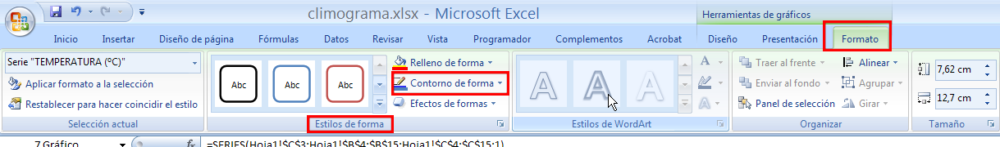 climograma.xlsx - Microsoft Excel
Herramientas de gráficos
Inicio Insertar Diseño de página Fórmulas Datos Revisar Vista Programador Complementos Acrobat Diseño Presentación Formato
Serie "TEMPERATURA (ºC)"
Aplicar formato a la selección
Restablecer para hacer coincidir el estilo
Selección actual
Abc Abc Abc
Relleno de forma
Contorno de forma
Efectos de formas
Estilos de forma
A A A A A A
Estilos de WordArt
Traer al frente
Enviar al fondo
Panel de selección
Alinear
Agrupar
Girar
Organizar
7,62 cm
12,7 cm
Tamaño
7 Gráfico fx =SERIES(Hoja1!$C$3;Hoja1!$B$4:$B$15;Hoja1!$C$4:$C$15;1)